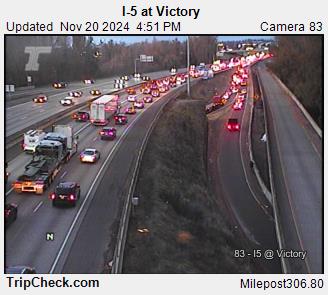 I-5 at Victory
Updated Nov 20 2024 4:51 PM Camera 83
N
83 - I5 @ Victory
TripCheck.com Milepost306.80